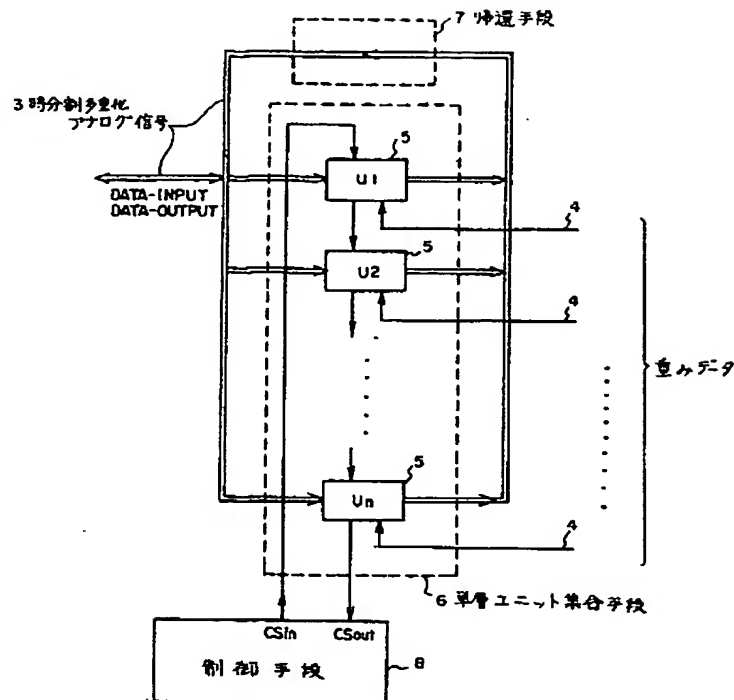 7 帰還手段
3 時分割多重化
アナログ信号
DATA-INPUT
DATA-OUTPUT
5
U1
4
5
U2
4
重みデータ
5
Un
4
6 単層ユニット集合手段
CSin CSout
制御手段 8